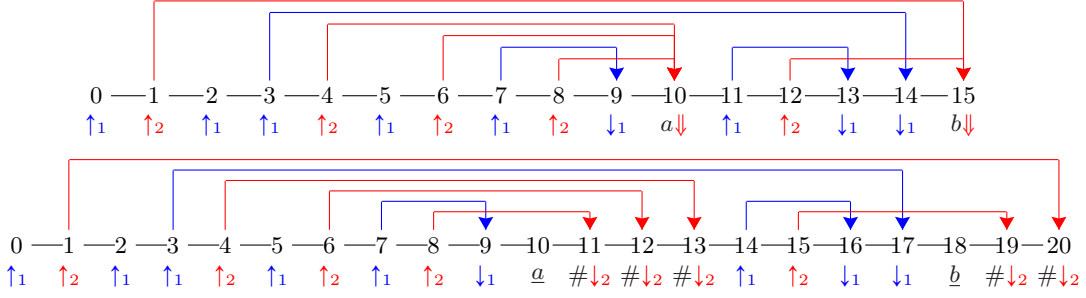 0 1 2 3 4 5 6 7 8 9 10 11 12 13 14 15
↑1 ↑2 ↑1 ↑1 ↑2 ↑1 ↑2 ↑1 ↑2 ↓1 a⇓ ↑1 ↑2 ↓1 ↓1 b⇓
0 1 2 3 4 5 6 7 8 9 10 11 12 13 14 15 16 17 18 19 20
↑1 ↑2 ↑1 ↑1 ↑2 ↑1 ↑2 ↑1 ↑2 ↓1 a #↓2 #↓2 #↓2 ↑1 ↑2 ↓1 ↓1 b #↓2 #↓2